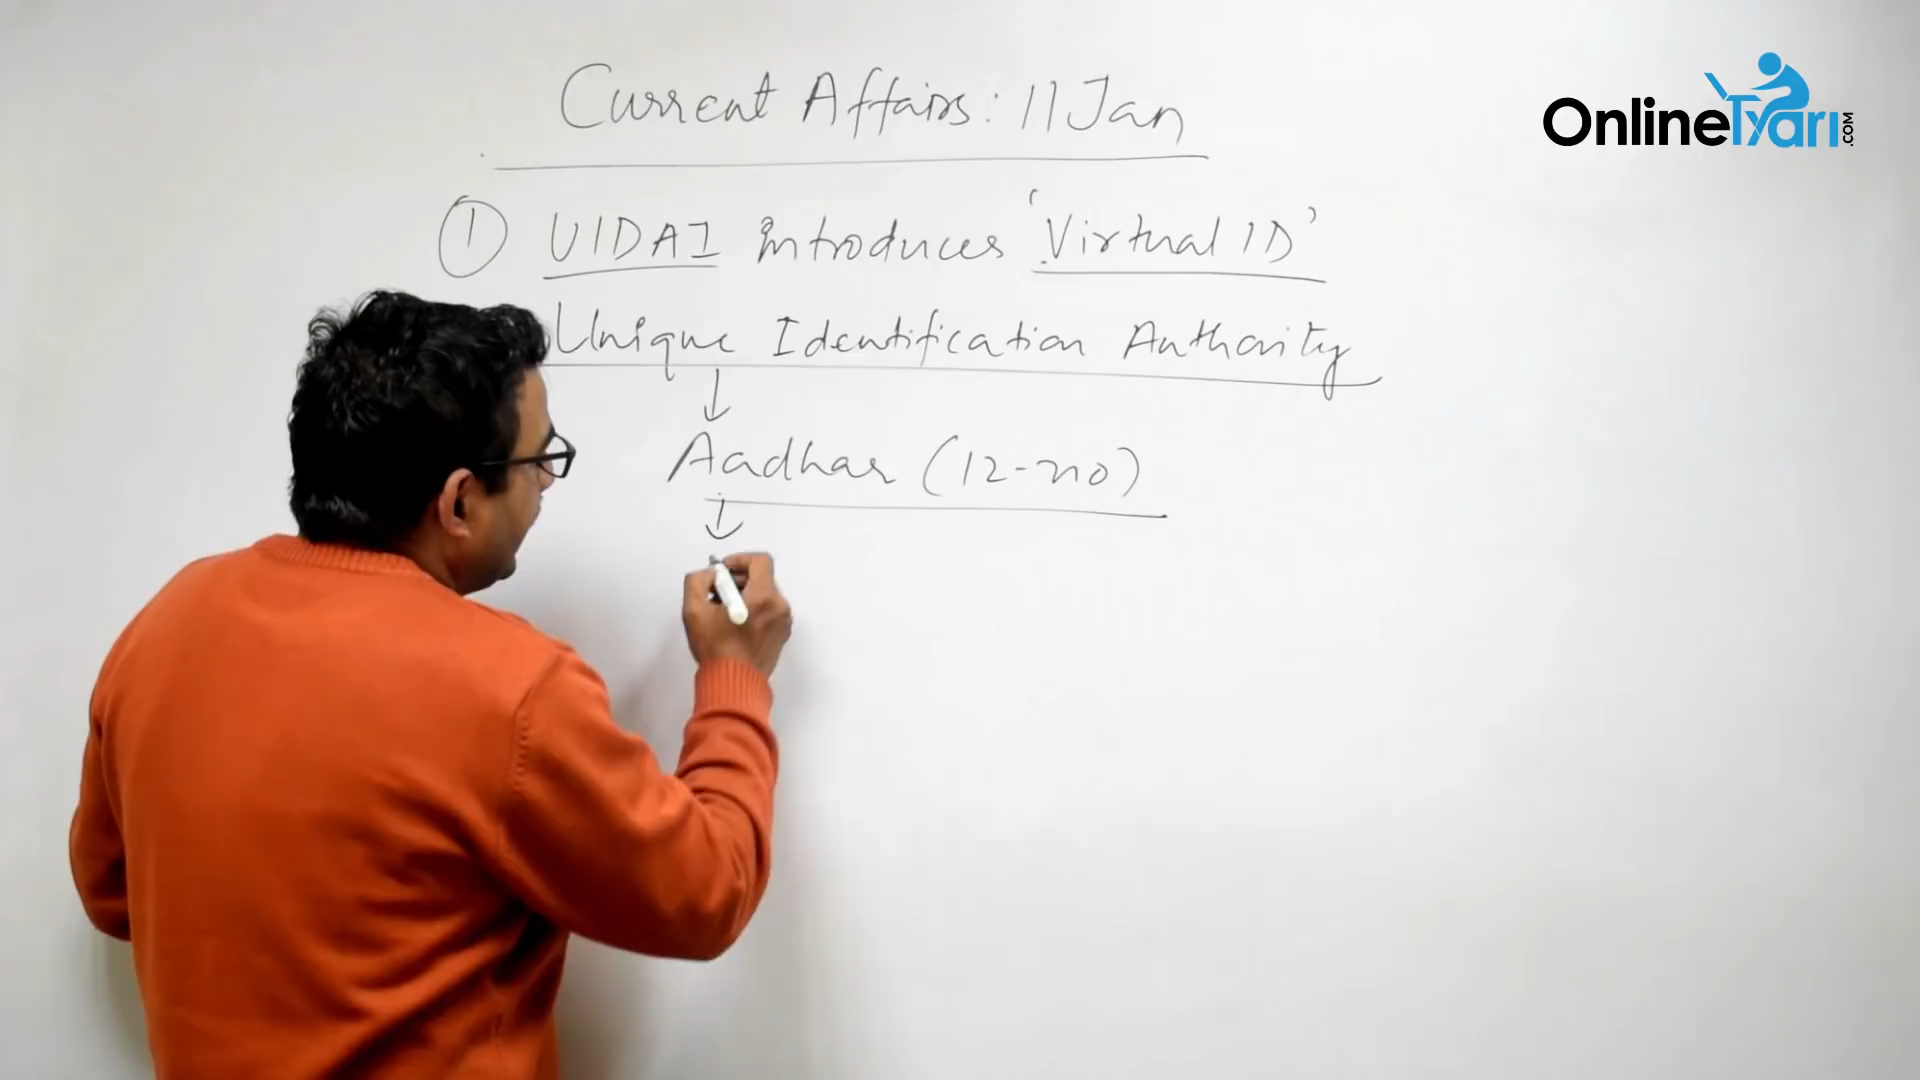 Current Affairs: 11 Jan
① UIDAI introduces 'Virtual ID'
Unique Identification Authority
Aadhar (12-no)
OnlineTyari.com